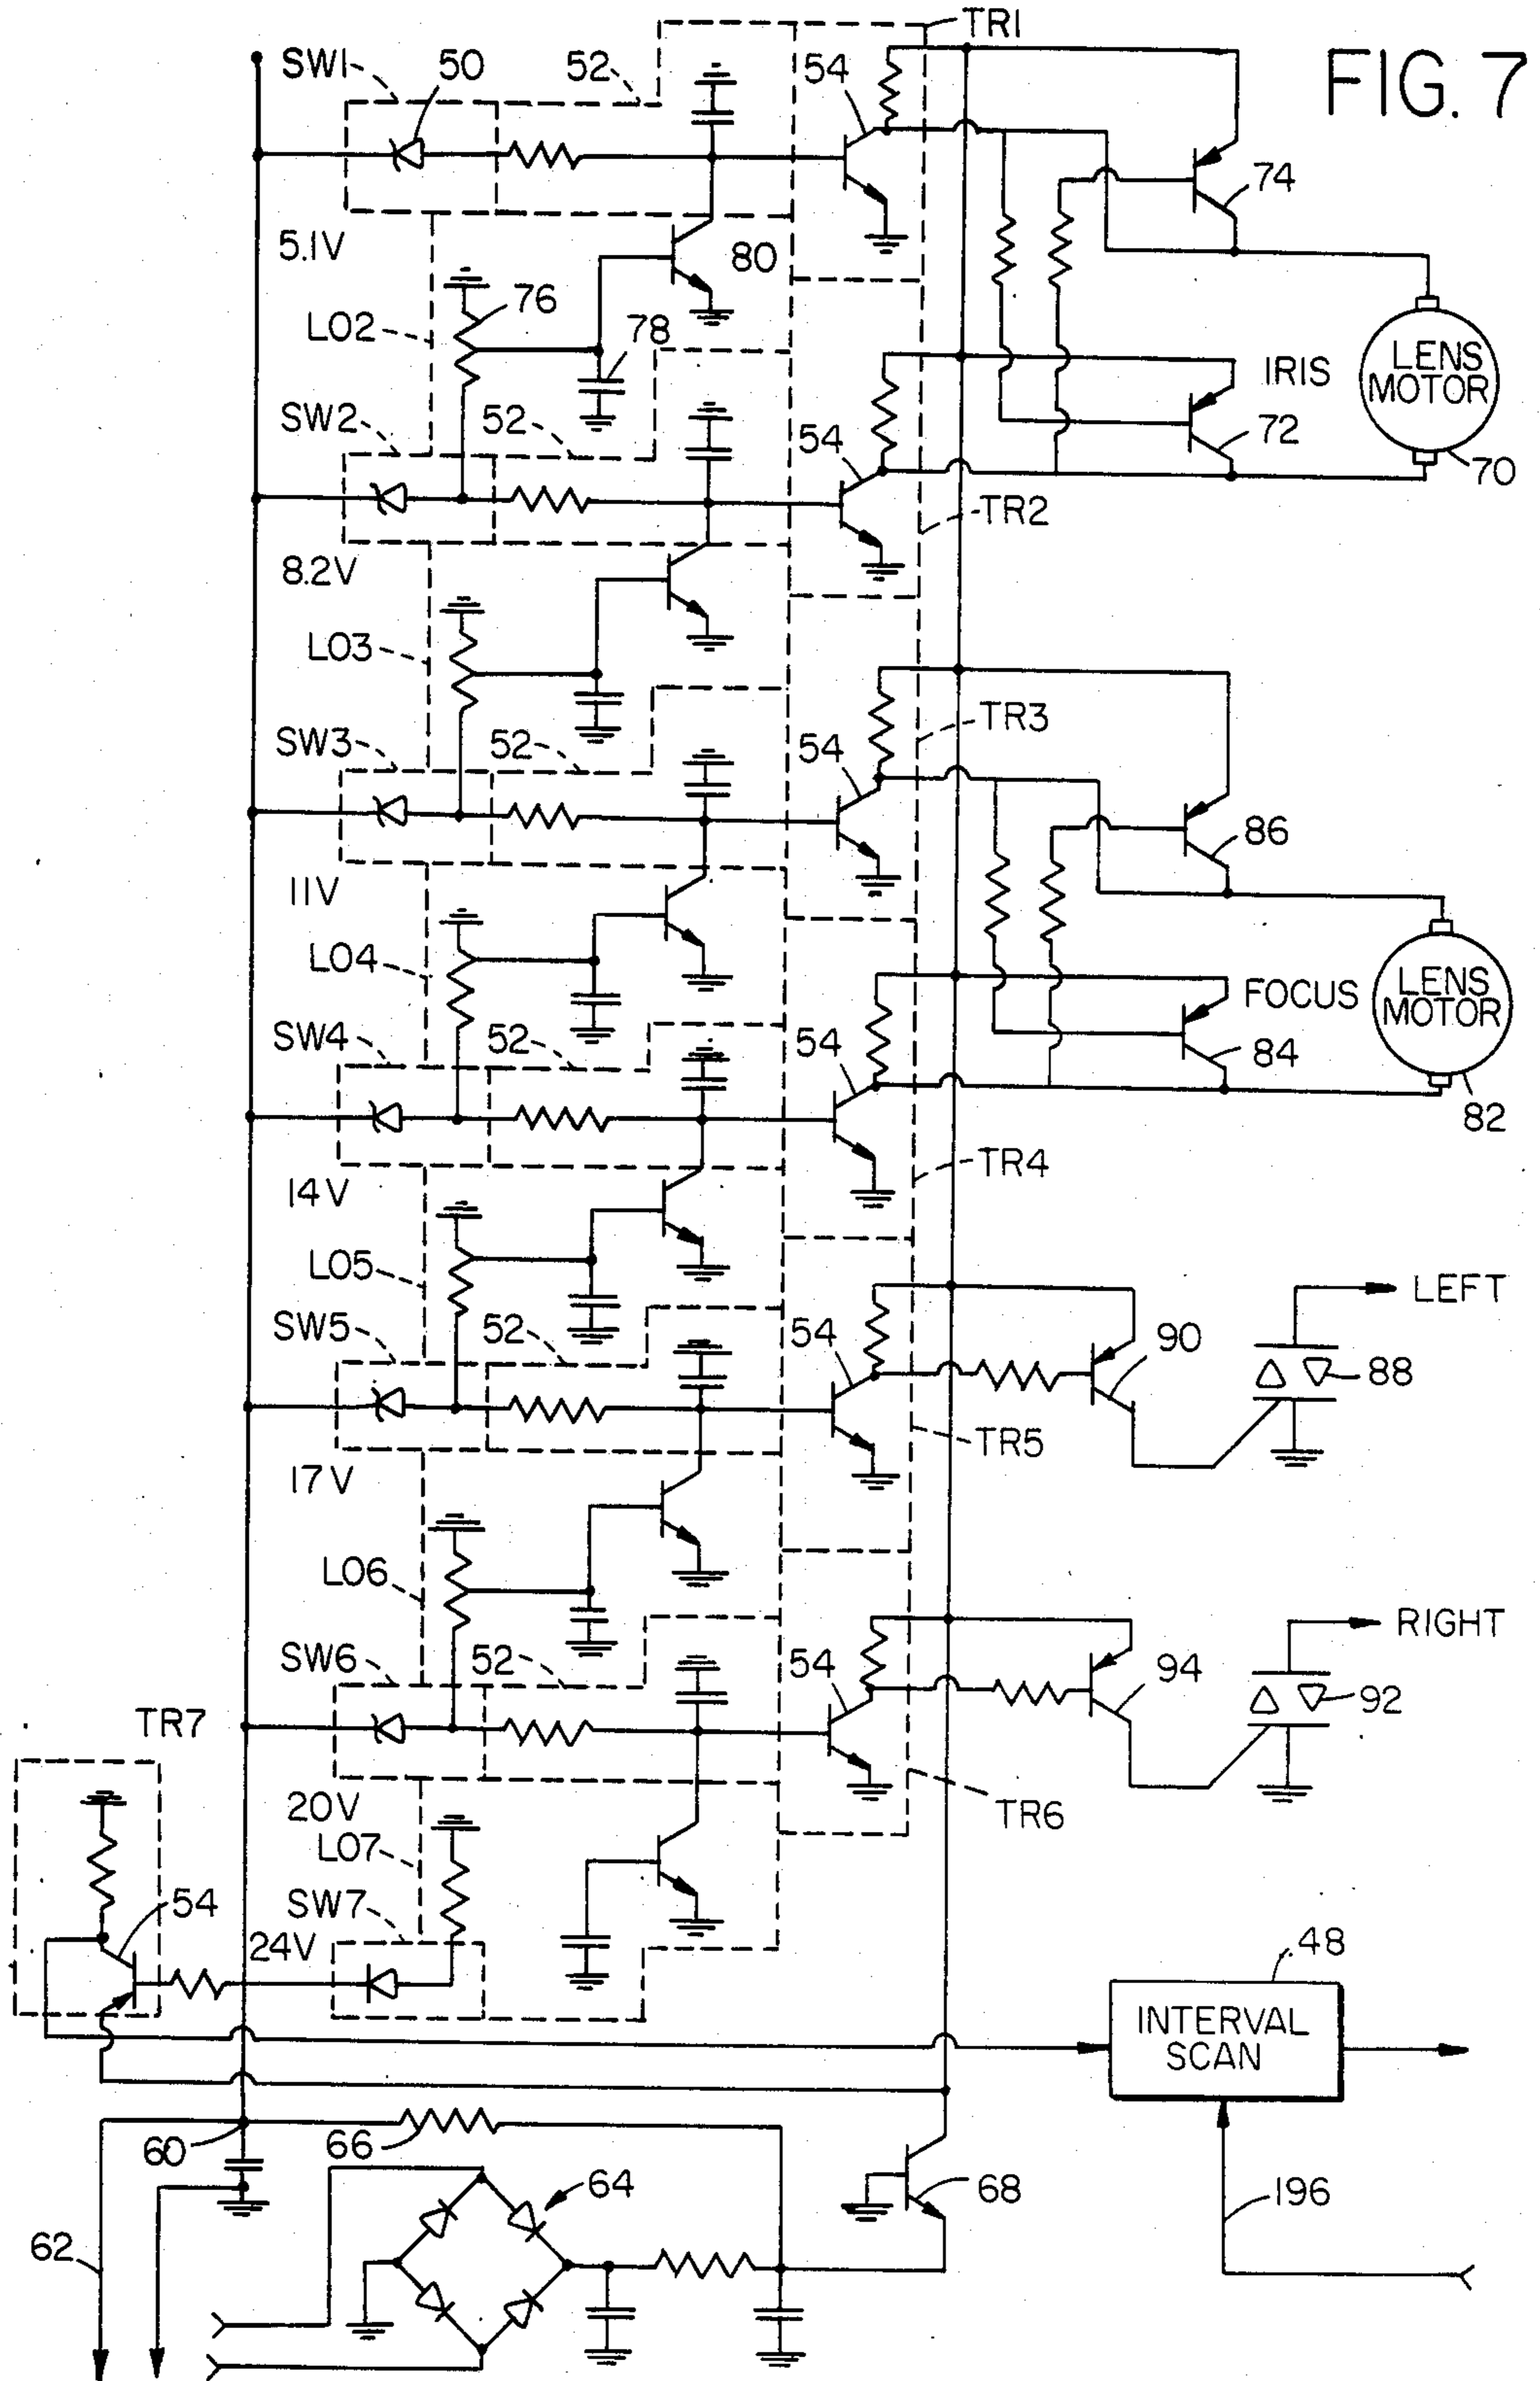 FIG. 7
TR1
SW1
50
52
54
74
5.1V
80
LO2
76
78
IRIS
LENS
MOTOR
SW2
52
54
72
70
TR2
8.2V
LO3
TR3
SW3
52
54
86
11V
LO4
FOCUS
LENS
MOTOR
SW4
52
54
84
82
TR4
14V
LO5
LEFT
SW5
52
54
90
88
TR5
17V
LO6
RIGHT
SW6
52
54
94
92
TR7
20V
TR6
LO7
54
SW7
24V
48
INTERVAL
SCAN
60
66
64
68
196
62